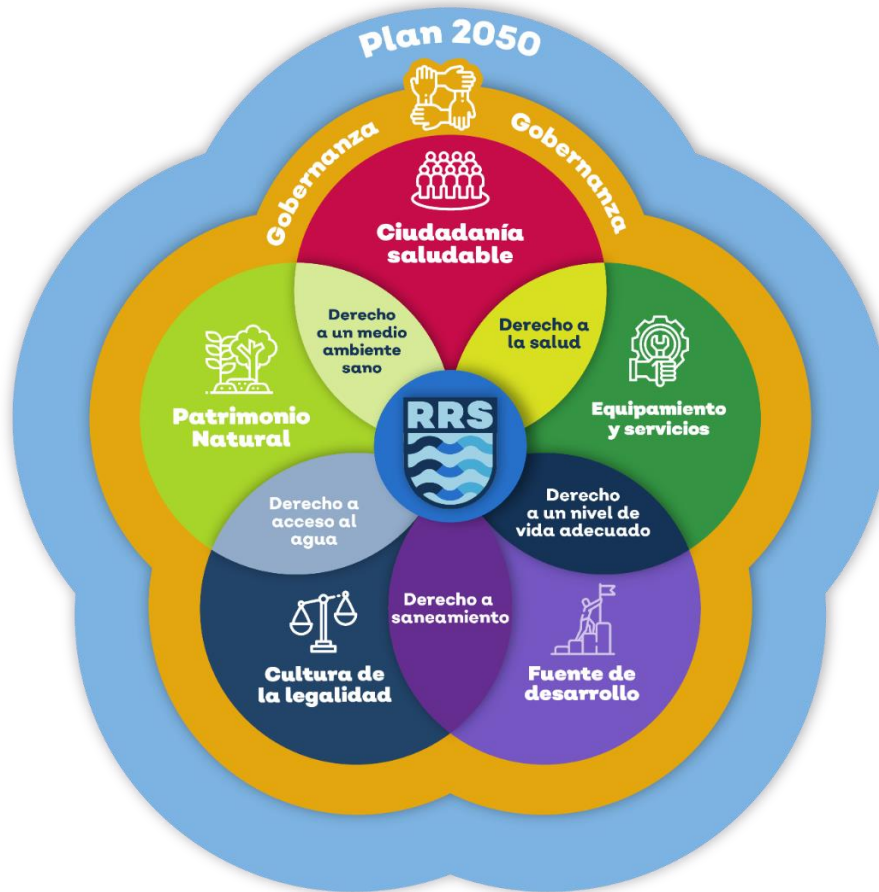 Plan 2050
Gobernanza
Gobernanza
Ciudadanía
saludable
Derecho
a un medio
ambiente
sano
Derecho a
la salud
Patrimonio
Natural
RRS
Equipamiento
y servicios
Derecho a
acceso al
agua
Derecho
a un nivel de
vida adecuado
Derecho a
saneamiento
Cultura de
la legalidad
Fuente de
desarrollo